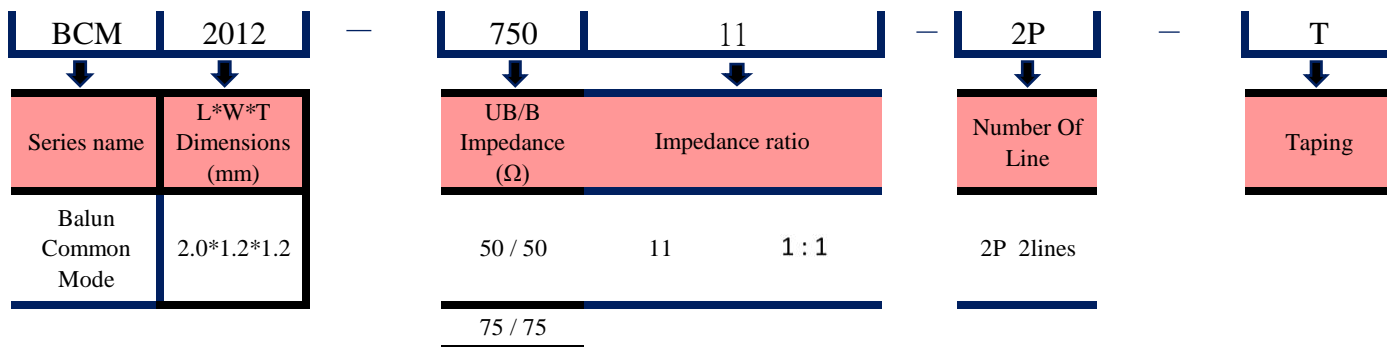 BCM 2012 — 750 11 — 2P — T
Series name
L*W*T
Dimensions
(mm)
UB/B
Impedance
(Ω)
Impedance ratio
Number Of
Line
Taping
Balun
Common
Mode
2.0*1.2*1.2
50 / 50
11 1 : 1
2P 2lines
75 / 75